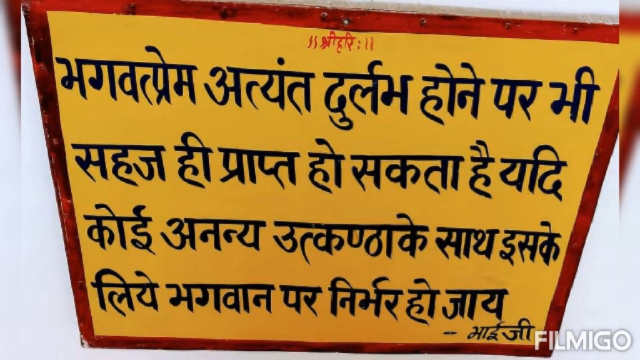 ।।श्रीहरि:।।
भगवत्प्रेम अत्यंत दुर्लभ होने पर भी
सहज ही प्राप्त हो सकता है यदि
कोई अनन्य उत्कण्ठाके साथ इसके
लिये भगवान पर निर्भर हो जाय
- भाईजी
FILMIGO